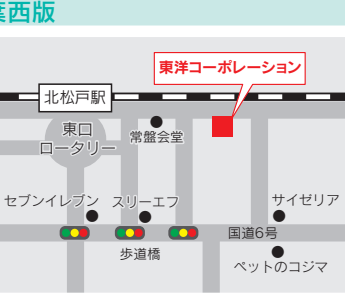 葉西版
東洋コーポレーション
北松戸駅
東口
ロータリー
常盤会堂
セブンイレブン
スリーエフ
サイゼリア
国道6号
歩道橋
ペットのコジマ